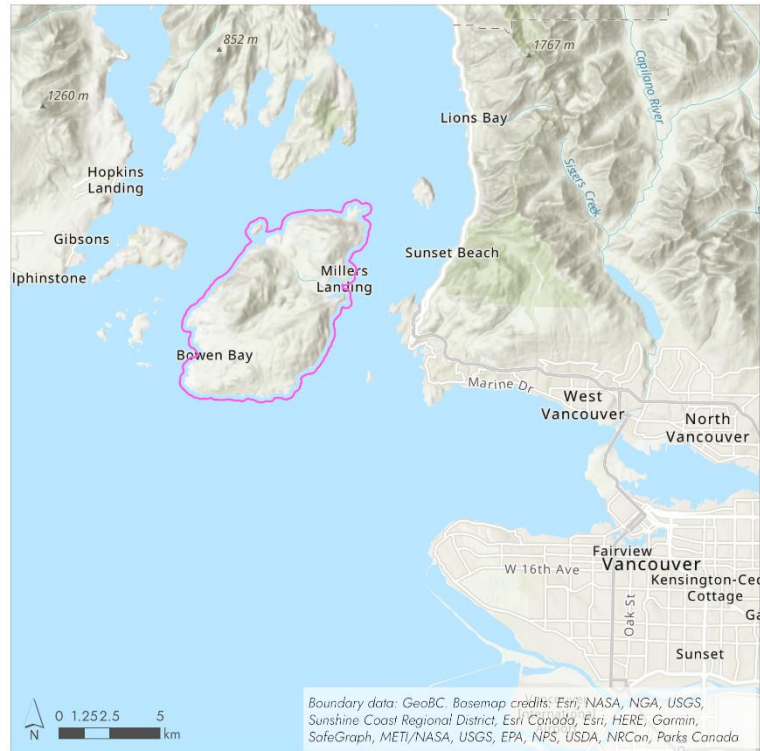 852 m
1767 m
1260 m
Capilano River
Lions Bay
Sisters Creek
Hopkins
Landing
Gibsons
lphinstone
Sunset Beach
Millers
Landing
Bowen Bay
Marine Dr
West
Vancouver
North
Vancouver
Fairview
W 16th Ave
Vancouver
Kensington-Ced
Cottage
Ga
Oak St
Sunset
N
0 1.25 2.5 5
km
Boundary data: GeoBC. Basemap credits: Esri, NASA, NGA, USGS,
Sunshine Coast Regional District, Esri Canada, Esri, HERE, Garmin,
SafeGraph, METI/NASA, USGS, EPA, NPS, USDA, NRCan, Parks Canada